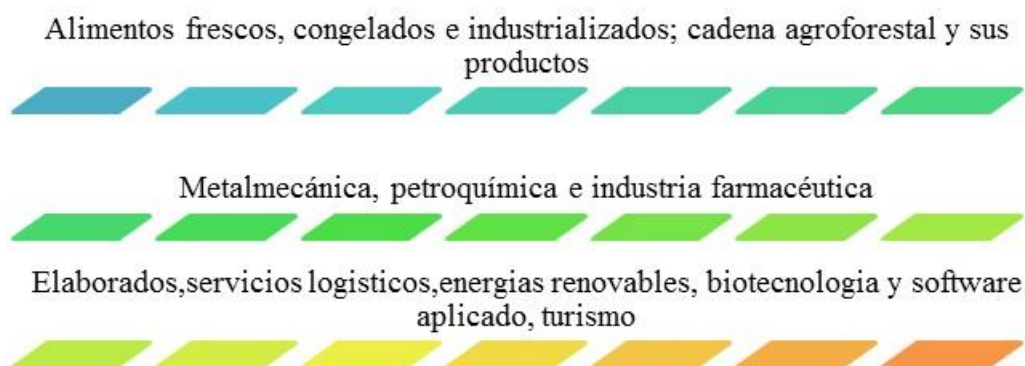 Alimentos frescos, congelados e industrializados; cadena agroforestal y sus
productos
Metalmecánica, petroquímica e industria farmacéutica
Elaborados,servicios logisticos,energias renovables, biotecnologia y software
aplicado, turismo